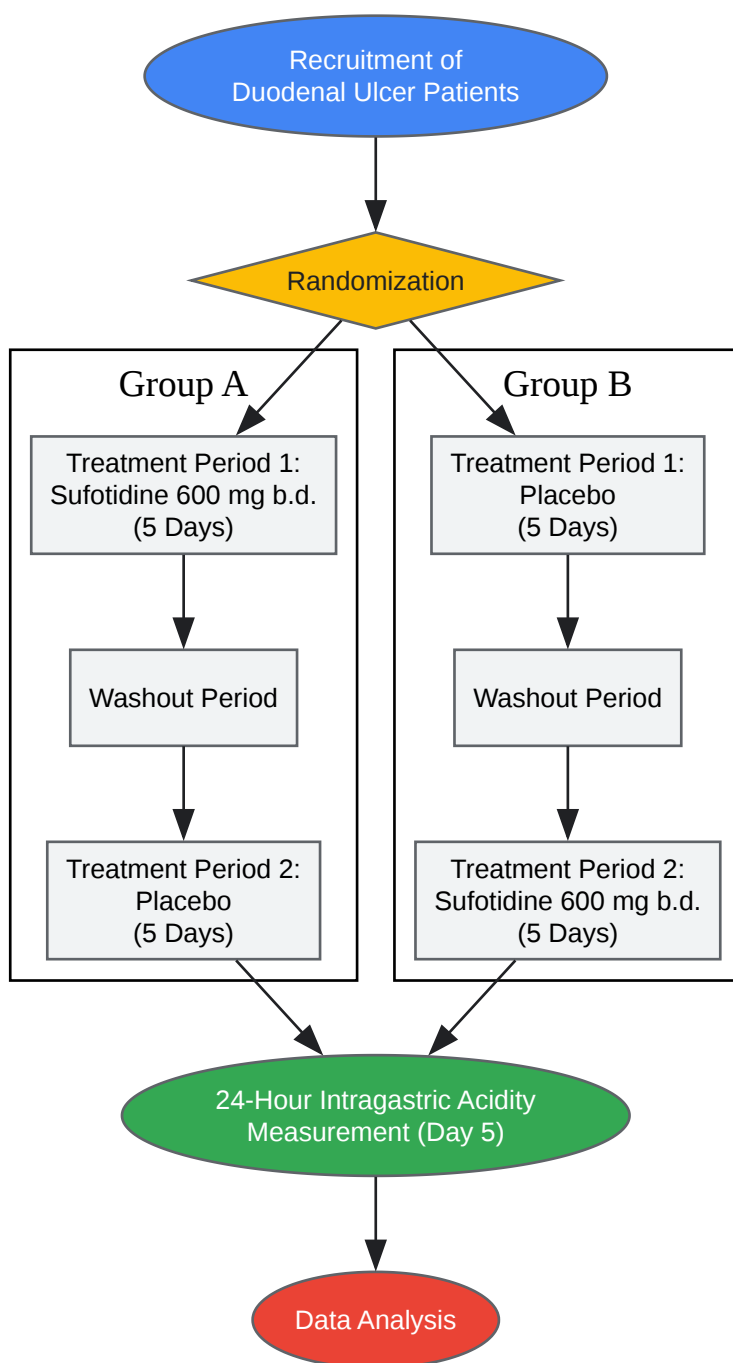 Recruitment of
Duodenal Ulcer Patients
Randomization
Group A
Treatment Period 1:
Sufotidine 600 mg b.d.
(5 Days)
Washout Period
Treatment Period 2:
Placebo
(5 Days)
Group B
Treatment Period 1:
Placebo
(5 Days)
Washout Period
Treatment Period 2:
Sufotidine 600 mg b.d.
(5 Days)
24-Hour Intragastric Acidity
Measurement (Day 5)
Data Analysis